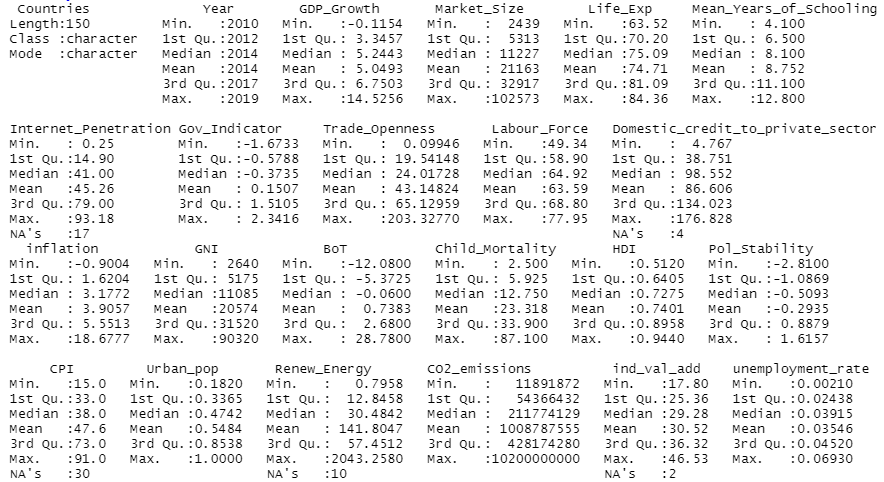 Countries Year GDP_Growth Market_Size Life_Exp Mean_Years_of_Schooling
Length:150 Min. :2010 Min. :-0.1154 Min. : 2439 Min. :63.52 Min. : 4.100
Class :character 1st Qu.:2012 1st Qu.: 3.3457 1st Qu.: 5313 1st Qu.:70.20 1st Qu.: 6.500
Mode :character Median :2014 Median : 5.2443 Median : 11227 Median :75.09 Median : 8.100
Mean :2014 Mean : 5.0493 Mean : 21163 Mean :74.71 Mean : 8.752
3rd Qu.:2017 3rd Qu.: 6.7503 3rd Qu.: 32917 3rd Qu.:81.09 3rd Qu.:11.100
Max. :2019 Max. :14.5256 Max. :102573 Max. :84.36 Max. :12.800
Internet_Penetration Gov_Indicator Trade_Openness Labour_Force Domestic_credit_to_private_sector
Min. : 0.25 Min. :-1.6733 Min. : 0.09946 Min. :49.34 Min. : 4.767
1st Qu.:14.90 1st Qu.:-0.5788 1st Qu.: 19.54148 1st Qu.:58.90 1st Qu.: 38.751
Median :41.00 Median :-0.3735 Median : 24.01728 Median :64.92 Median : 98.552
Mean :45.26 Mean : 0.1507 Mean : 43.14824 Mean :63.59 Mean : 86.606
3rd Qu.:79.00 3rd Qu.: 1.5105 3rd Qu.: 65.12959 3rd Qu.:68.80 3rd Qu.:134.023
Max. :93.18 Max. : 2.3416 Max. :203.32770 Max. :77.95 Max. :176.828
NA's :17 NA's :4
inflation GNI BoT Child_Mortality HDI Pol_Stability
Min. :-0.9004 Min. : 2640 Min. :-12.0800 Min. : 2.500 Min. :0.5120 Min. :-2.8100
1st Qu.: 1.6204 1st Qu.: 5175 1st Qu.: -5.3725 1st Qu.: 5.925 1st Qu.:0.6405 1st Qu.:-1.0869
Median : 3.1772 Median :11085 Median : -0.0600 Median :12.750 Median :0.7275 Median :-0.5093
Mean : 3.9057 Mean :20574 Mean : 0.7383 Mean :23.318 Mean :0.7401 Mean :-0.2935
3rd Qu.: 5.5513 3rd Qu.:31520 3rd Qu.: 2.6800 3rd Qu.:33.900 3rd Qu.:0.8958 3rd Qu.: 0.8879
Max. :18.6777 Max. :90320 Max. : 28.7800 Max. :87.100 Max. :0.9440 Max. : 1.6157
CPI Urban_pop Renew_Energy CO2_emissions ind_val_add unemployment_rate
Min. :15.0 Min. :0.1820 Min. : 0.7958 Min. : 11891872 Min. :17.80 Min. :0.00210
1st Qu.:33.0 1st Qu.:0.3365 1st Qu.: 12.8458 1st Qu.: 54366432 1st Qu.:25.36 1st Qu.:0.02438
Median :38.0 Median :0.4742 Median : 30.4842 Median : 211774129 Median :29.28 Median :0.03915
Mean :47.6 Mean :0.5484 Mean : 141.8047 Mean : 1008787555 Mean :30.52 Mean :0.03546
3rd Qu.:73.0 3rd Qu.:0.8538 3rd Qu.: 57.4512 3rd Qu.: 428174280 3rd Qu.:36.32 3rd Qu.:0.04520
Max. :91.0 Max. :1.0000 Max. :2043.2580 Max. :10200000000 Max. :46.53 Max. :0.06930
NA's :30 NA's :10 NA's :2